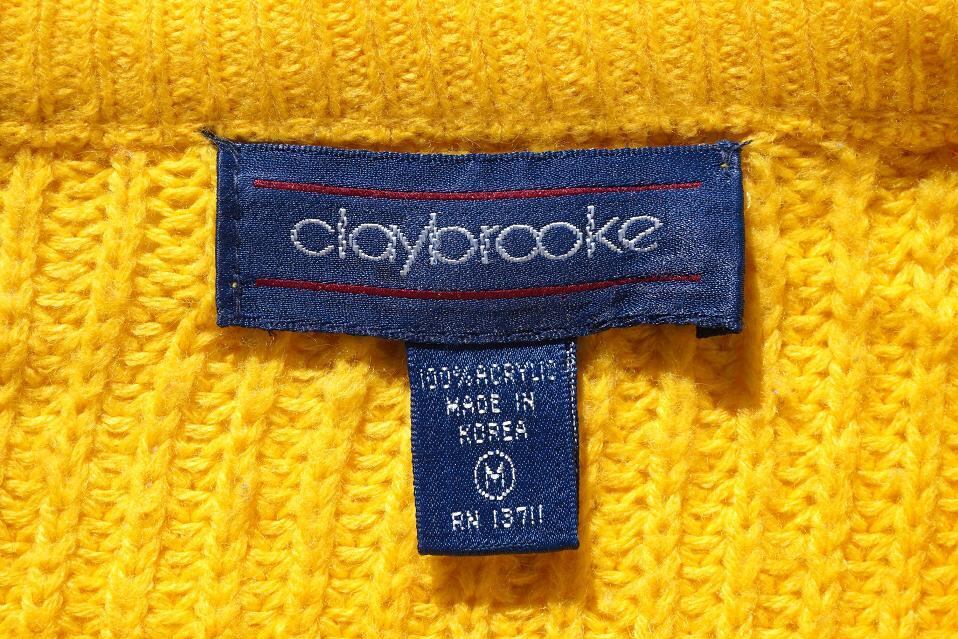 claybrooke
100% ACRYLIC
MADE IN
KOREA
M
RN 13711